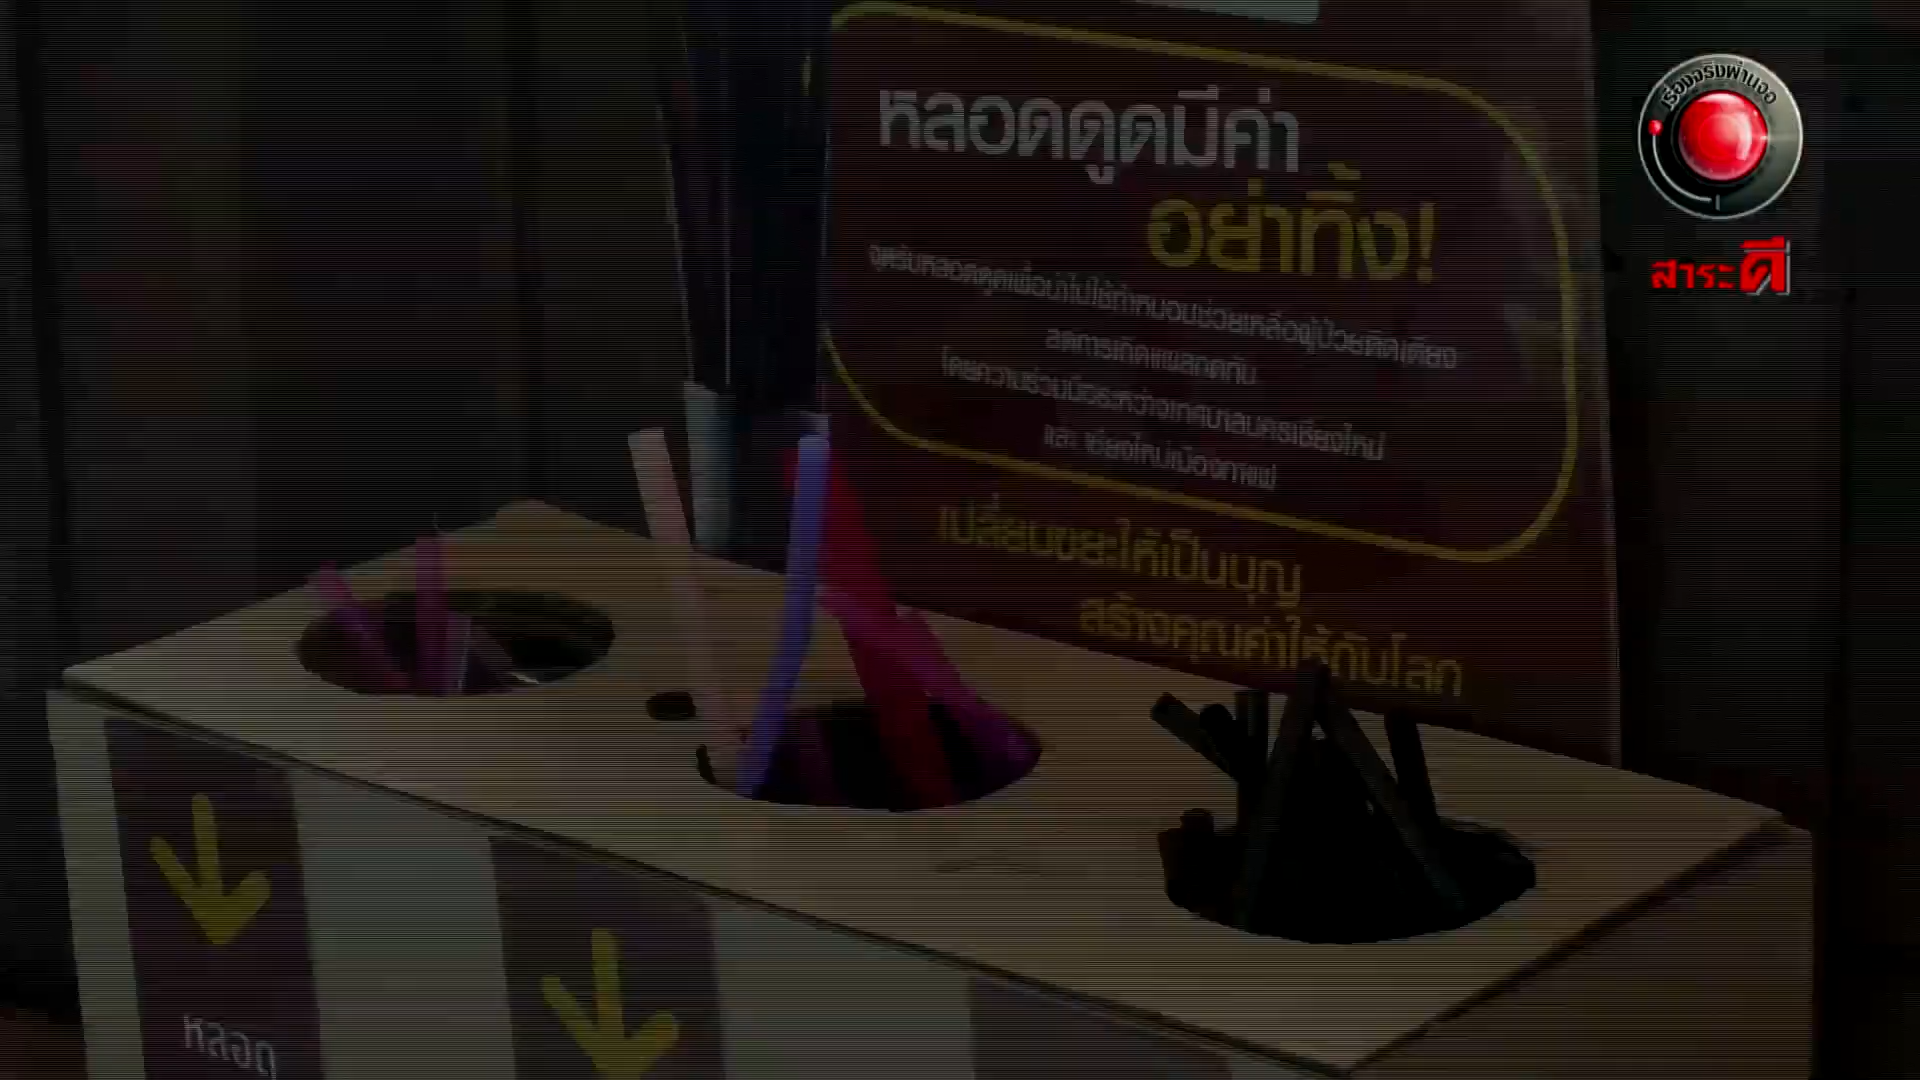 หลอดดูดมีค่า
อย่าทิ้ง!
จุดรับหลอดดูดเพื่อนำไปใช้ทำหมอนช่วยเหลือผู้ป่วยติดเตียง
ลดการเกิดแผลกดทับ
โดยความร่วมมือระหว่างเทศบาลนครเชียงใหม่
และ เชียงใหม่เมืองกาแฟ
เปลี่ยนขยะให้เป็นบุญ
สร้างคุณค่าให้กับโลก
หลอด
เรื่องจริงผ่านจอ
สาระดี